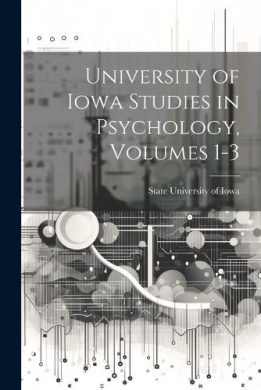 University of
Iowa Studies in
Psychology,
Volumes 1-3
State University of Iowa